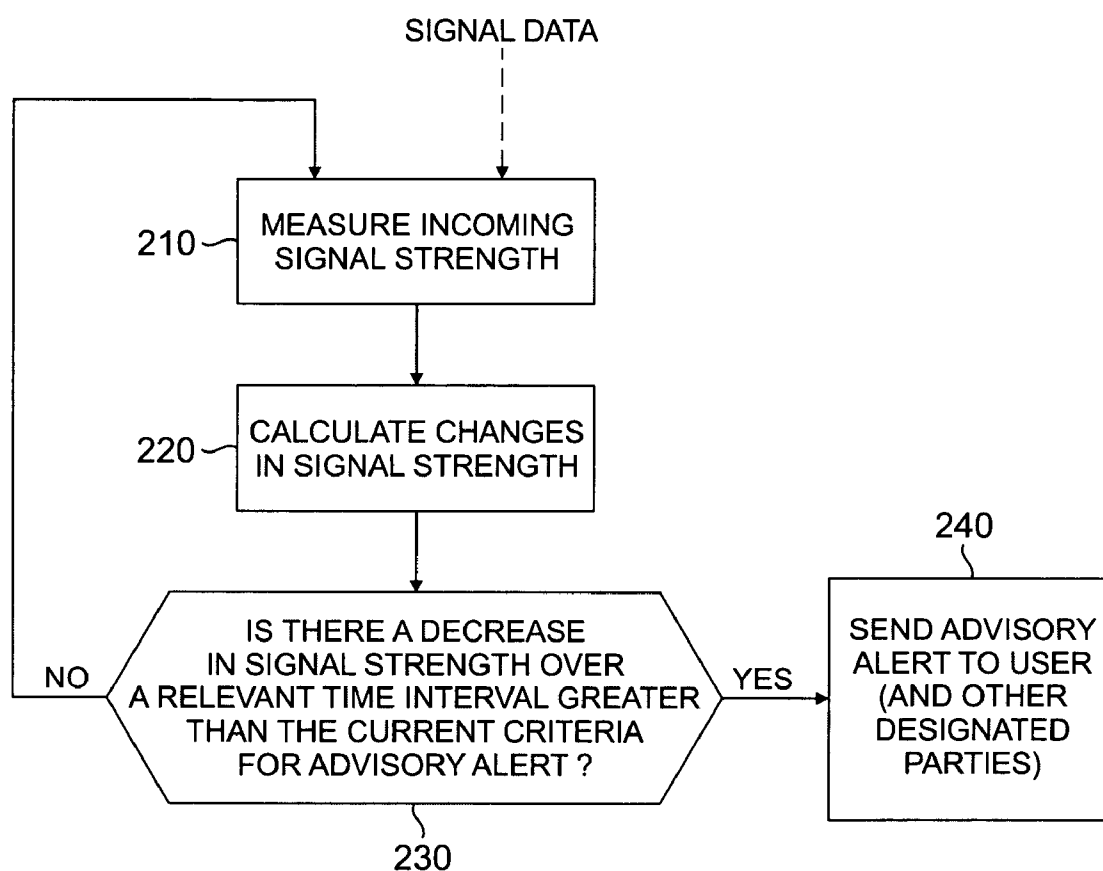 SIGNAL DATA
210
MEASURE INCOMING
SIGNAL STRENGTH
220
CALCULATE CHANGES
IN SIGNAL STRENGTH
240
NO
IS THERE A DECREASE
IN SIGNAL STRENGTH OVER
A RELEVANT TIME INTERVAL GREATER
THAN THE CURRENT CRITERIA
FOR ADVISORY ALERT ?
YES
SEND ADVISORY
ALERT TO USER
(AND OTHER
DESIGNATED
PARTIES)
230